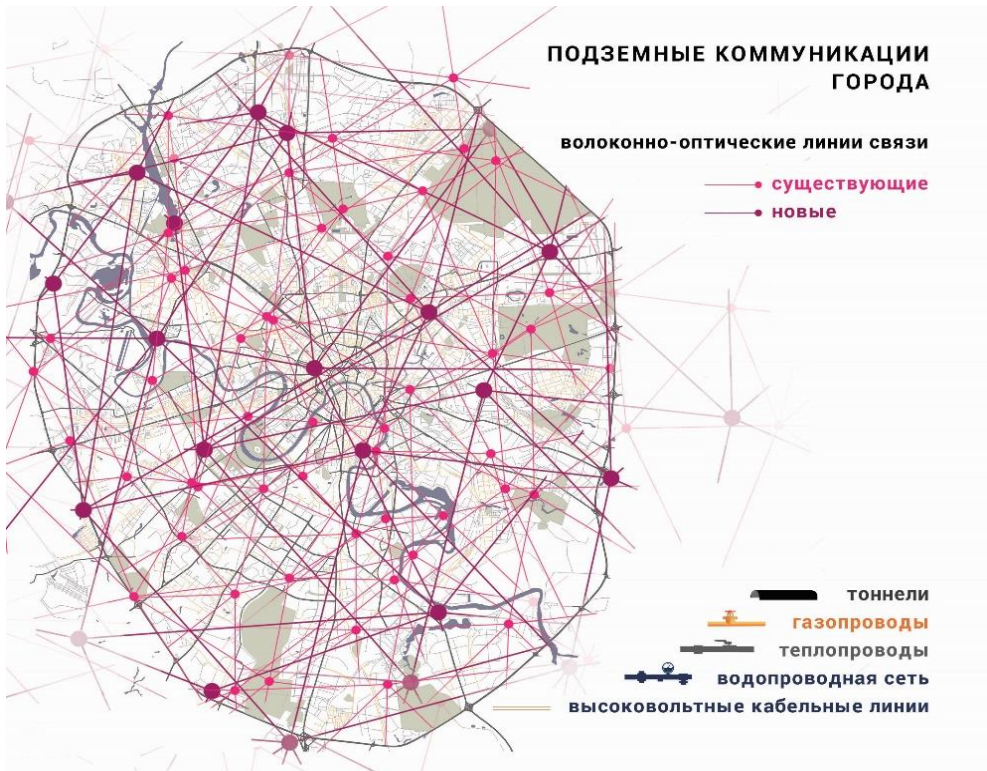 ПОДЗЕМНЫЕ КОММУНИКАЦИИ
ГОРОДА
волоконно-оптические линии связи
существующие
новые
тоннели
газопроводы
теплопроводы
водопроводная сеть
высоковольтные кабельные линии